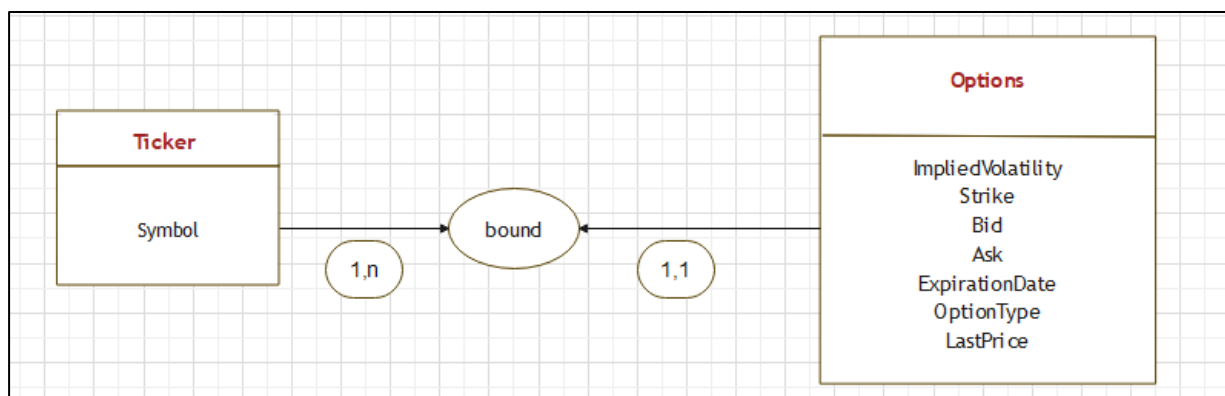 Ticker
Symbol
1,n
bound
1,1
Options
ImpliedVolatility
Strike
Bid
Ask
ExpirationDate
OptionType
LastPrice